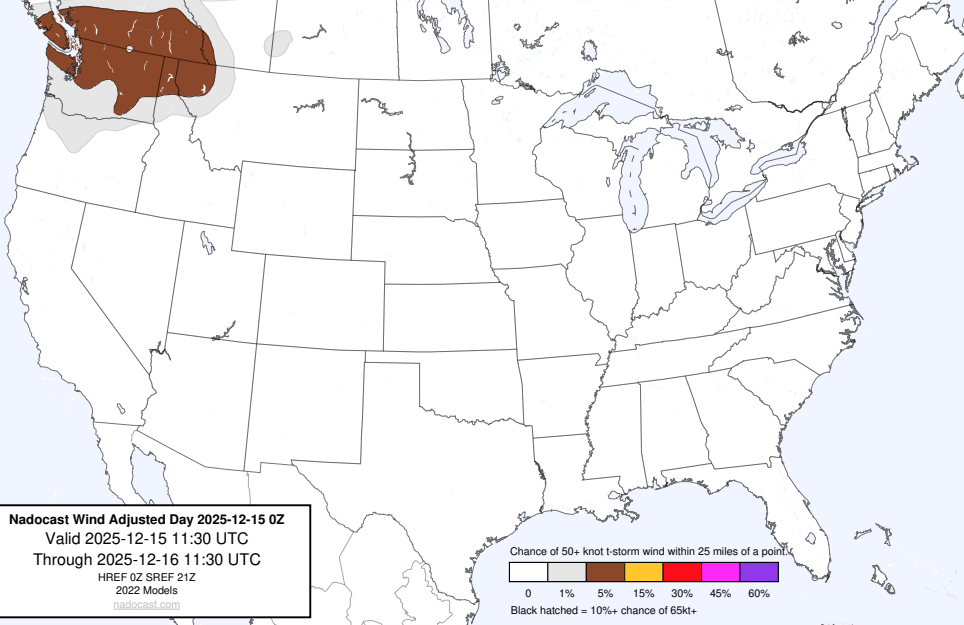 Nadocast Wind Adjusted Day 2025-12-15 0Z
Valid 2025-12-15 11:30 UTC
Through 2025-12-16 11:30 UTC
HREF 0Z SREF 21Z
2022 Models
nadocast.com
Chance of 50+ knot t-storm wind within 25 miles of a point.
0 1% 5% 15% 30% 45% 60%
Black hatched = 10%+ chance of 65kt+